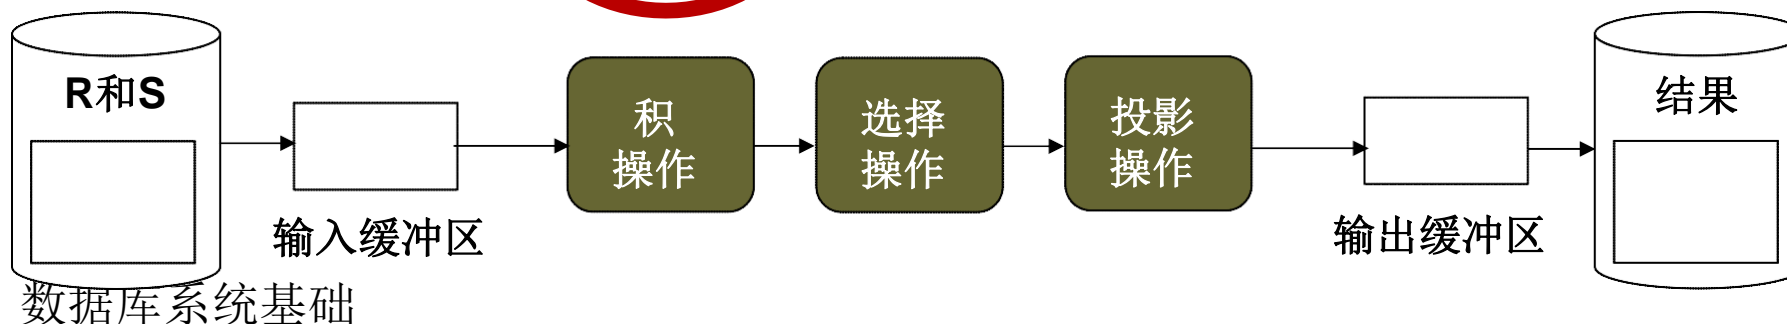 R和S
积
操作
选择
操作
投影
操作
结果
输入缓冲区
输出缓冲区
数据库系统基础